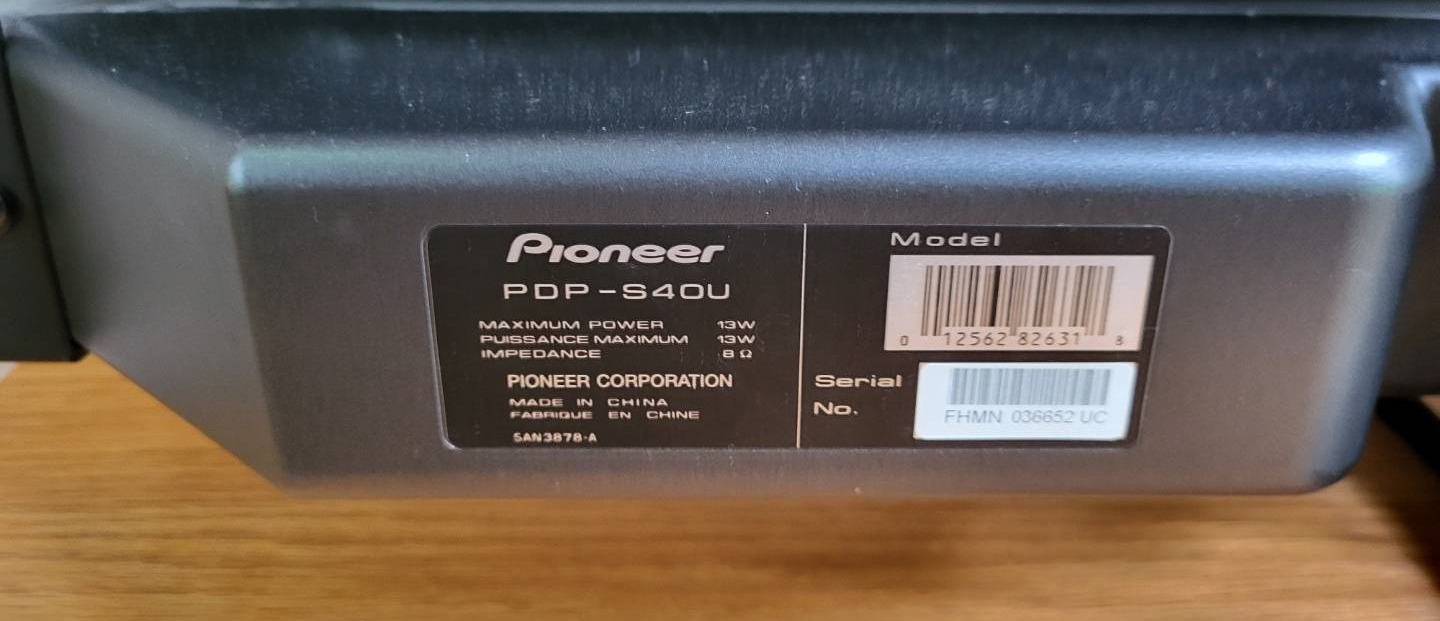 Pioneer
PDP-S40U
MAXIMUM POWER 13W
PUISSANCE MAXIMUM 13W
IMPEDANCE 8 Ω
PIONEER CORPORATION
MADE IN CHINA
FABRIQUE EN CHINE
SAN3878-A
Model
0 12562 82631 8
Serial
No.
FHMN 036652 UC